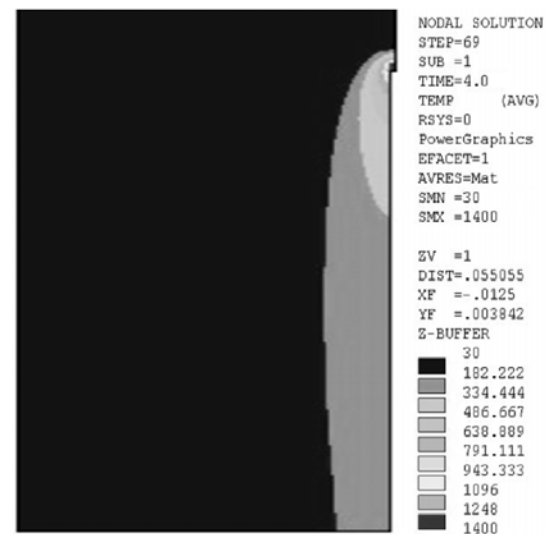 NODAL SOLUTION
STEP=69
SUB =1
TIME=4.0
TEMP (AVG)
RSYS=0
PowerGraphics
EFACET=1
AVRES=Mat
SMN =30
SMX =1400
ZV =1
DIST=.055055
XF =-.0125
YF =.003842
Z-BUFFER
30
182.222
334.444
486.667
638.889
791.111
943.333
1096
1248
1400